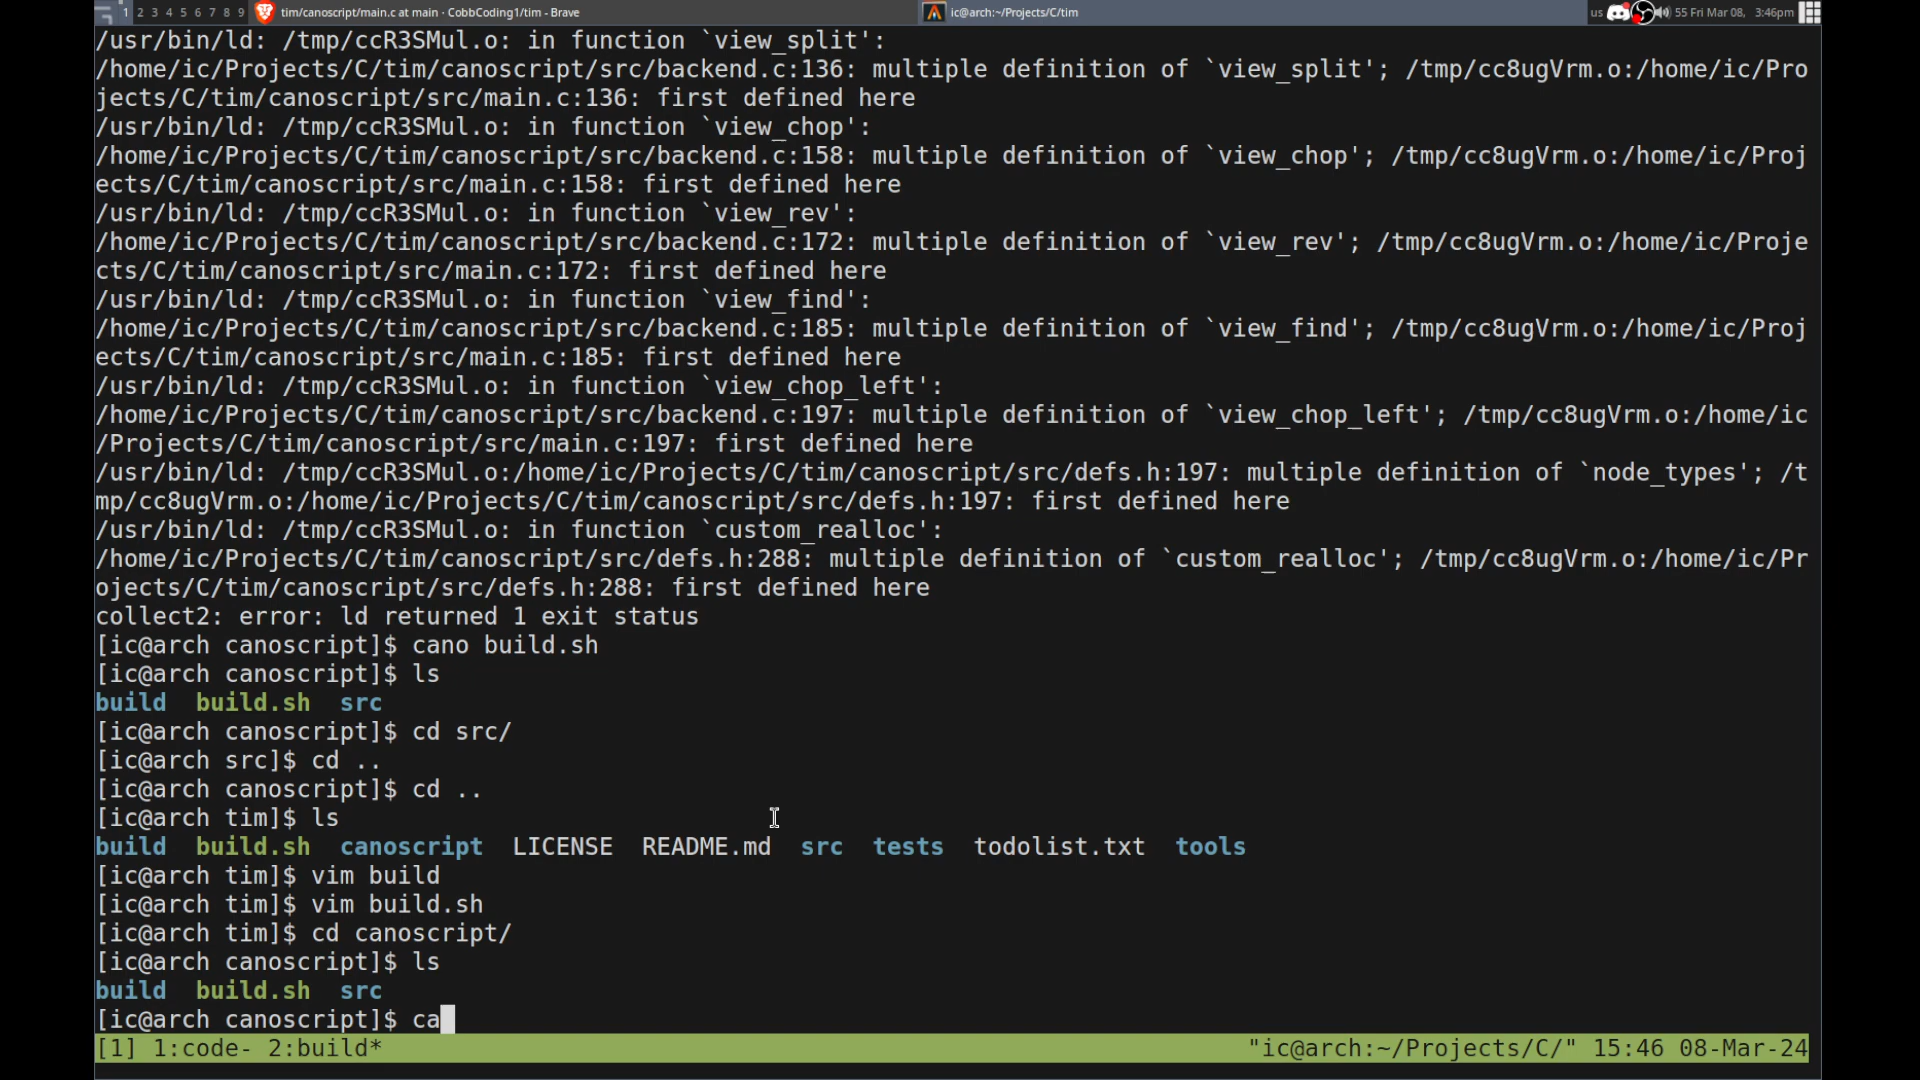 1 2 3 4 5 6 7 8 9 tim/canoscript/main.c at main · CobbCoding1/tim - Brave ic@arch:~/Projects/C/tim us 55 Fri Mar 08, 3:46pm
/usr/bin/ld: /tmp/ccR3SMul.o: in function `view_split':
/home/ic/Projects/C/tim/canoscript/src/backend.c:136: multiple definition of `view_split'; /tmp/cc8ugVrm.o:/home/ic/Pro
jects/C/tim/canoscript/src/main.c:136: first defined here
/usr/bin/ld: /tmp/ccR3SMul.o: in function `view_chop':
/home/ic/Projects/C/tim/canoscript/src/backend.c:158: multiple definition of `view_chop'; /tmp/cc8ugVrm.o:/home/ic/Proj
ects/C/tim/canoscript/src/main.c:158: first defined here
/usr/bin/ld: /tmp/ccR3SMul.o: in function `view_rev':
/home/ic/Projects/C/tim/canoscript/src/backend.c:172: multiple definition of `view_rev'; /tmp/cc8ugVrm.o:/home/ic/Proje
cts/C/tim/canoscript/src/main.c:172: first defined here
/usr/bin/ld: /tmp/ccR3SMul.o: in function `view_find':
/home/ic/Projects/C/tim/canoscript/src/backend.c:185: multiple definition of `view_find'; /tmp/cc8ugVrm.o:/home/ic/Proj
ects/C/tim/canoscript/src/main.c:185: first defined here
/usr/bin/ld: /tmp/ccR3SMul.o: in function `view_chop_left':
/home/ic/Projects/C/tim/canoscript/src/backend.c:197: multiple definition of `view_chop_left'; /tmp/cc8ugVrm.o:/home/ic
/Projects/C/tim/canoscript/src/main.c:197: first defined here
/usr/bin/ld: /tmp/ccR3SMul.o:/home/ic/Projects/C/tim/canoscript/src/defs.h:197: multiple definition of `node_types'; /t
mp/cc8ugVrm.o:/home/ic/Projects/C/tim/canoscript/src/defs.h:197: first defined here
/usr/bin/ld: /tmp/ccR3SMul.o: in function `custom_realloc':
/home/ic/Projects/C/tim/canoscript/src/defs.h:288: multiple definition of `custom_realloc'; /tmp/cc8ugVrm.o:/home/ic/Pr
ojects/C/tim/canoscript/src/defs.h:288: first defined here
collect2: error: ld returned 1 exit status
[ic@arch canoscript]$ cano build.sh
[ic@arch canoscript]$ ls
build build.sh src
[ic@arch canoscript]$ cd src/
[ic@arch src]$ cd ..
[ic@arch canoscript]$ cd ..
[ic@arch tim]$ ls
build build.sh canoscript LICENSE README.md src tests todolist.txt tools
[ic@arch tim]$ vim build
[ic@arch tim]$ vim build.sh
[ic@arch tim]$ cd canoscript/
[ic@arch canoscript]$ ls
build build.sh src
[ic@arch canoscript]$ ca
[1] 1:code- 2:build* "ic@arch:~/Projects/C/" 15:46 08-Mar-24